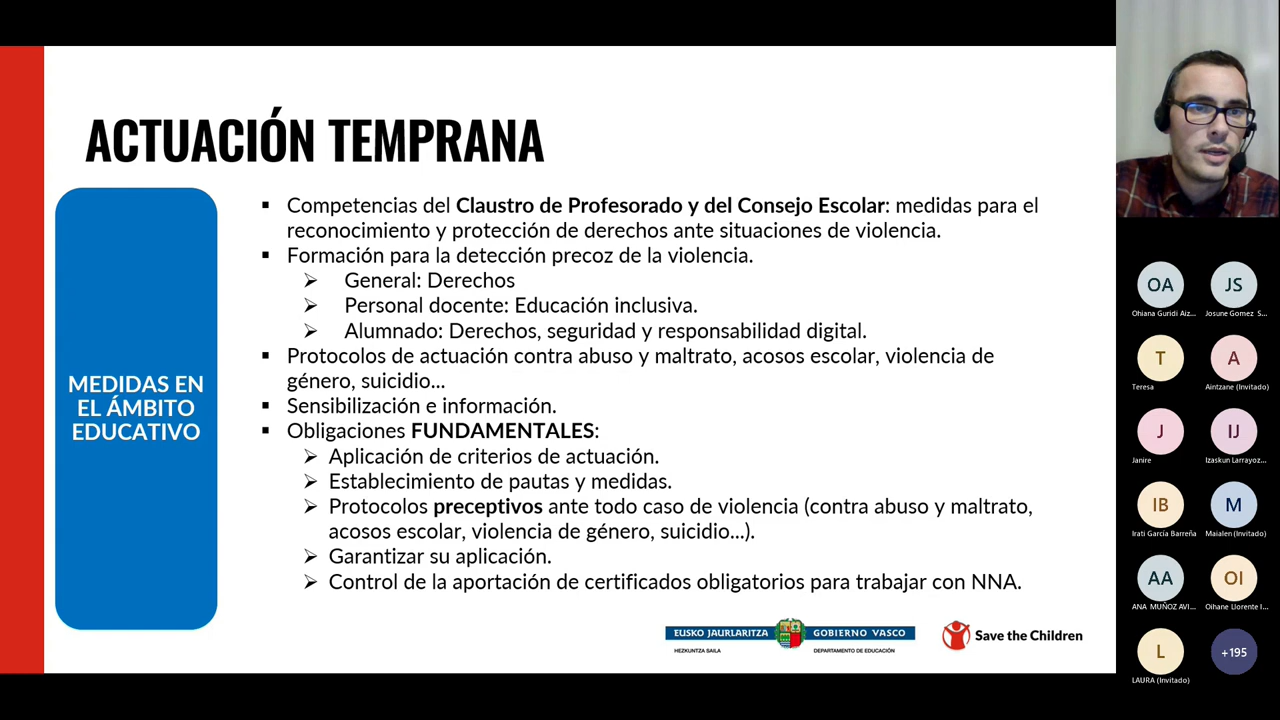 ACTUACIÓN TEMPRANA
MEDIDAS EN
EL ÁMBITO
EDUCATIVO
▪ Competencias del Claustro de Profesorado y del Consejo Escolar: medidas para el
reconocimiento y protección de derechos ante situaciones de violencia.
▪ Formación para la detección precoz de la violencia.
➢ General: Derechos
➢ Personal docente: Educación inclusiva.
➢ Alumnado: Derechos, seguridad y responsabilidad digital.
▪ Protocolos de actuación contra abuso y maltrato, acosos escolar, violencia de
género, suicidio...
▪ Sensibilización e información.
▪ Obligaciones FUNDAMENTALES:
➢ Aplicación de criterios de actuación.
➢ Establecimiento de pautas y medidas.
➢ Protocolos preceptivos ante todo caso de violencia (contra abuso y maltrato,
acosos escolar, violencia de género, suicidio...).
➢ Garantizar su aplicación.
➢ Control de la aportación de certificados obligatorios para trabajar con NNA.
EUSKO JAURLARITZA GOBIERNO VASCO
HEZKUNTZA SAILA DEPARTAMENTO DE EDUCACIÓN
Save the Children
OA JS
Ohiana Guridi Aiz... Josune Gomez S...
T A
Teresa Aintzane (Invitado)
J IJ
Janire Izaskun Larrayoz...
IB M
Irati García Barreña Maialen (Invitado)
AA OI
ANA MUÑOZ AVI... Oihane Llorente I...
L +195
LAURA (Invitado)